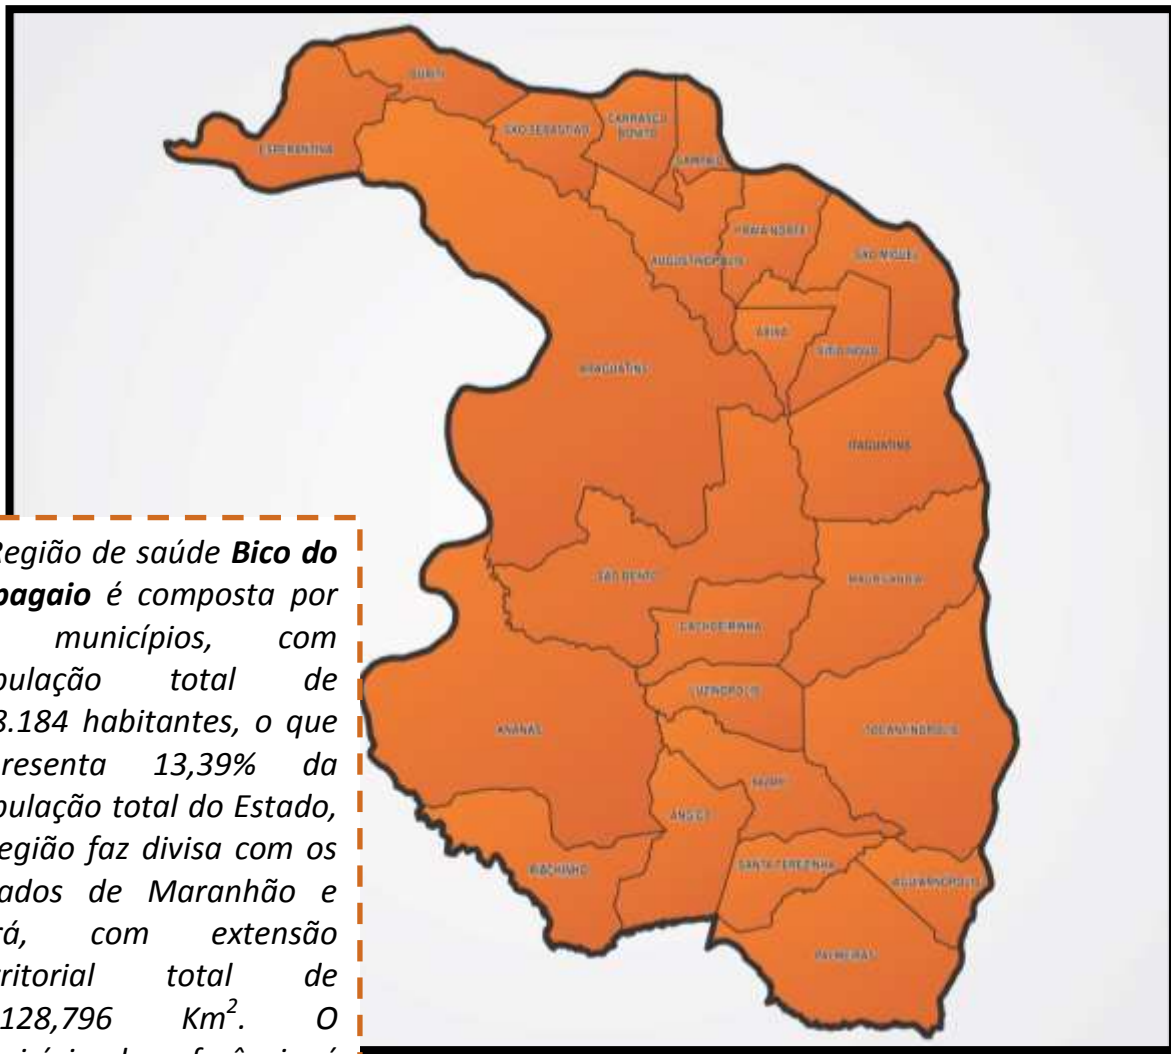 BURITI
ESPERANTINA
SÃO SEBASTIÃO
CARRASCO
BONITO
SAMPAIO
PRAIA NORTE
AUGUSTINÓPOLIS
SÃO MIGUEL
AXIXÁ
SÍTIO NOVO
ARAGUATINS
ITAGUATINS
SÃO BENTO
MAURILÂNDIA
CACHOEIRINHA
LUZINÓPOLIS
ANANÁS
TOCANTINÓPOLIS
NAZARÉ
ANGICO
RIACHINHO
SANTA TEREZINHA
AGUIARNÓPOLIS
PALMEIRAS
Região de saúde Bico do
pagaio é composta por
municípios, com
pulação total de
3.184 habitantes, o que
resenta 13,39% da
pulação total do Estado,
região faz divisa com os
ados de Maranhão e
rá, com extensão
ritorial total de
128,796 Km². O